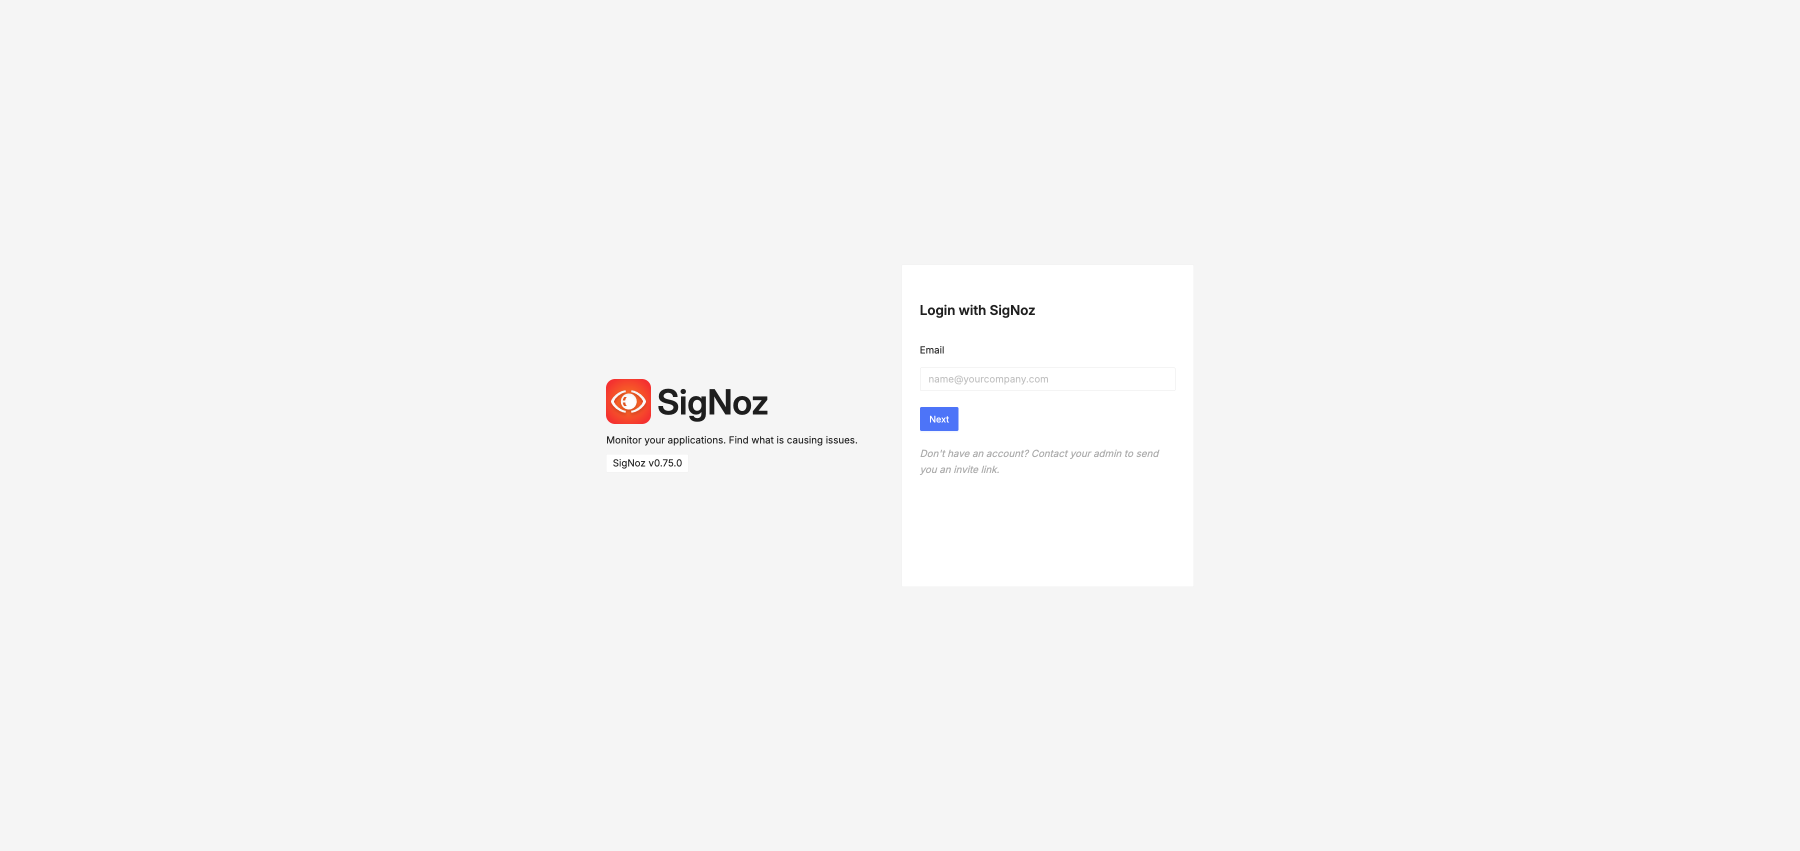 SigNoz
Monitor your applications. Find what is causing issues.
SigNoz v0.75.0
Login with SigNoz
Email
name@yourcompany.com
Next
Don't have an account? Contact your admin to send
you an invite link.